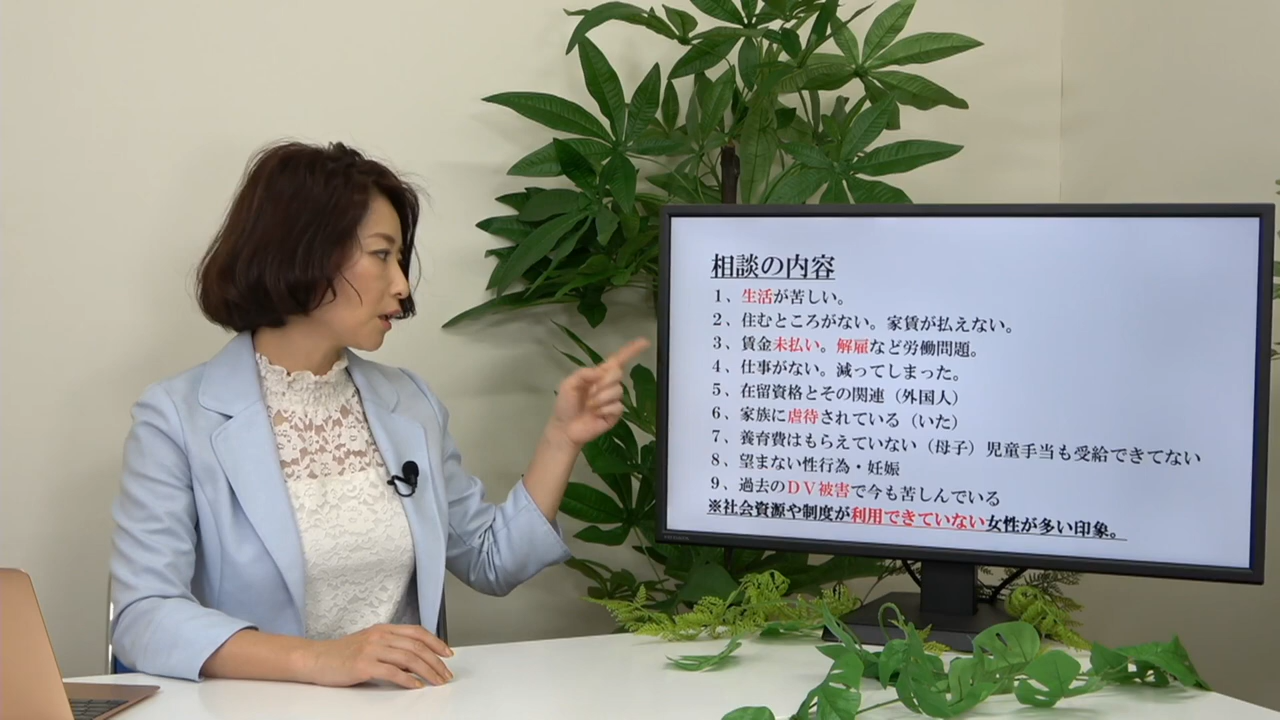 相談の内容
1、生活が苦しい。
2、住むところがない。家賃が払えない。
3、賃金未払い。解雇など労働問題。
4、仕事がない。減ってしまった。
5、在留資格とその関連（外国人）
6、家族に虐待されている（いた）
7、養育費はもらえていない（母子）児童手当も受給できてない
8、望まない性行為・妊娠
9、過去のＤＶ被害で今も苦しんでいる
※社会資源や制度が利用できていない女性が多い印象。